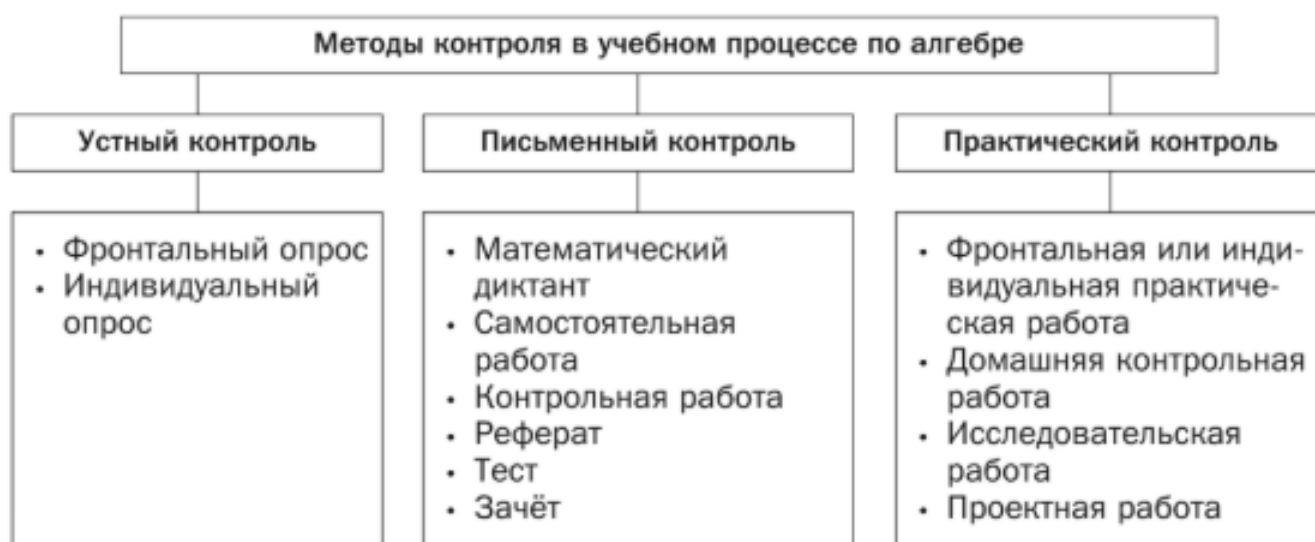 Методы контроля в учебном процессе по алгебре
Устный контроль
Письменный контроль
Практический контроль
• Фронтальный опрос
• Индивидуальный
опрос
• Математический
диктант
• Самостоятельная
работа
• Контрольная работа
• Реферат
• Тест
• Зачёт
• Фронтальная или инди-
видуальная практиче-
ская работа
• Домашняя контрольная
работа
• Исследовательская
работа
• Проектная работа